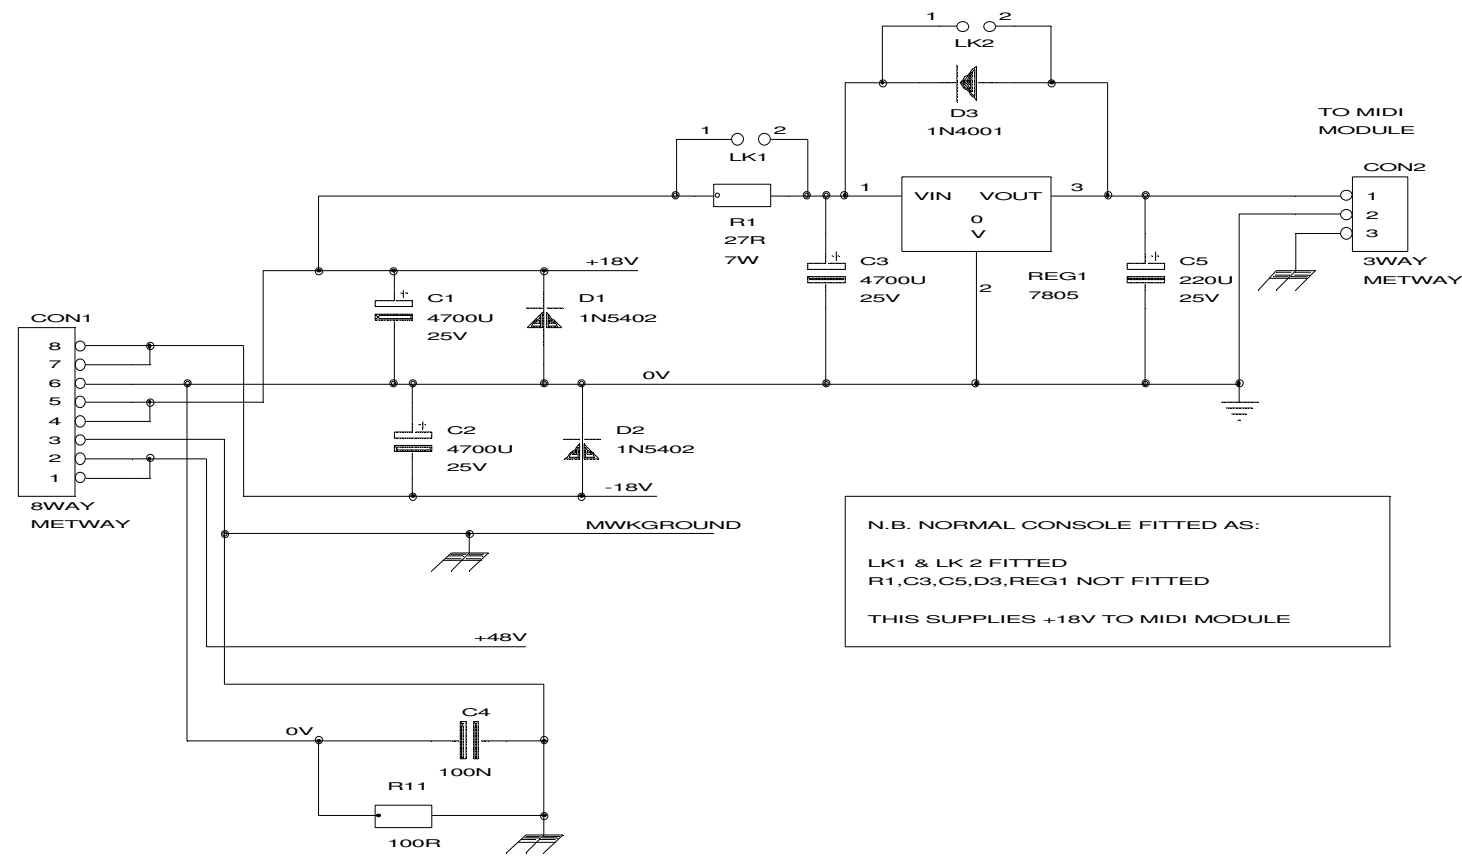 1 2
LK2
D3
1N4001
TO MIDI
MODULE
1 2
LK1
CON2
1
2
3
3WAY
METWAY
R1
27R
7W
1
VIN VOUT
0
V
3
2
REG1
7805
+
C3
4700U
25V
+
C5
220U
25V
+18V
+
C1
4700U
25V
D1
1N5402
CON1
8
7
6
5
4
3
2
1
8WAY
METWAY
0V
+
C2
4700U
25V
D2
1N5402
-18V
MWKGROUND
N.B. NORMAL CONSOLE FITTED AS:
LK1 & LK 2 FITTED
R1,C3,C5,D3,REG1 NOT FITTED
THIS SUPPLIES +18V TO MIDI MODULE
+48V
0V
C4
100N
R11
100R